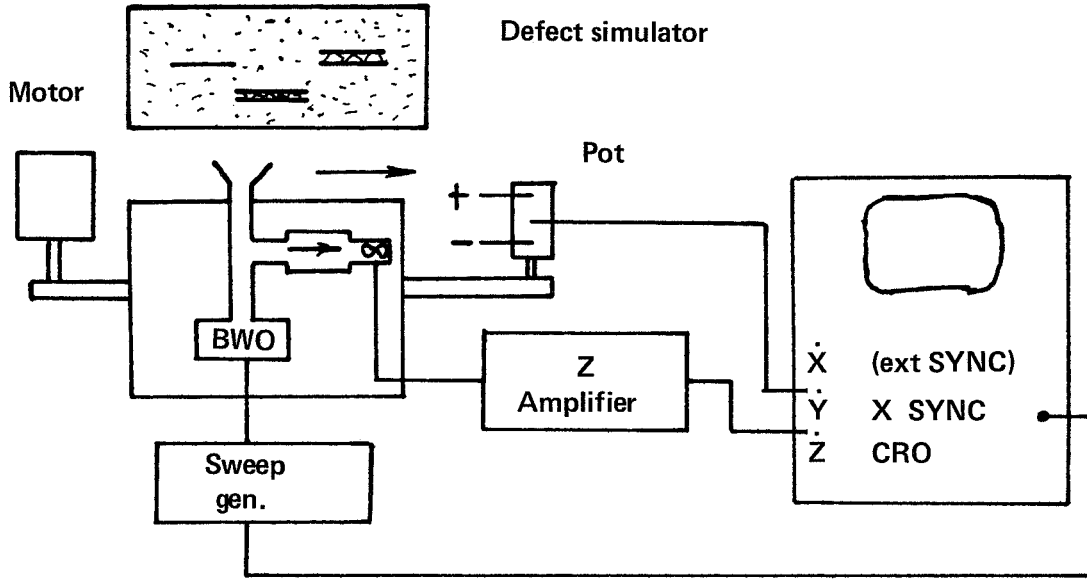 Defect simulator
Motor
Pot
+
−
BWO
Z
Amplifier
Sweep
gen.
X (ext SYNC)
Y X SYNC
Z CRO